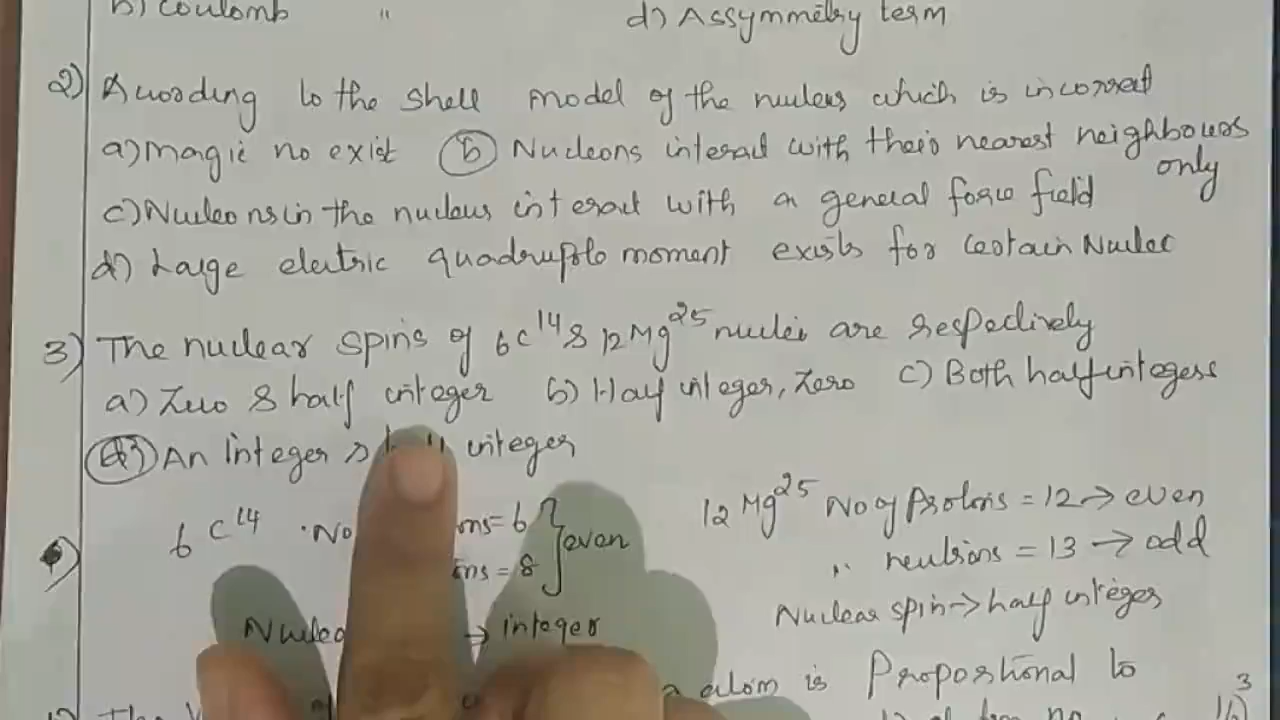 b) Coulomb " d) Assymmetry term
2) According to the shell model of the nucleus which is incorrect
a) magic no exist (b) Nucleons interact with their nearest neighbours only
c) Nucleons in the nucleus interact with a general force field
d) Large electric quadrupole moment exists for certain Nuclei
3) The nuclear spins of 6C¹⁴ & 12Mg²⁵ nuclei are respectively
a) Zero & half integer b) Half integer, Zero c) Both half integers
(d) An integer integer
6C¹⁴ No = 6 } even 12Mg²⁵ No of Protons = 12 → even
= 8 " neutrons = 13 → odd
→ integer Nuclear spin → half integer
atom is Proportional to